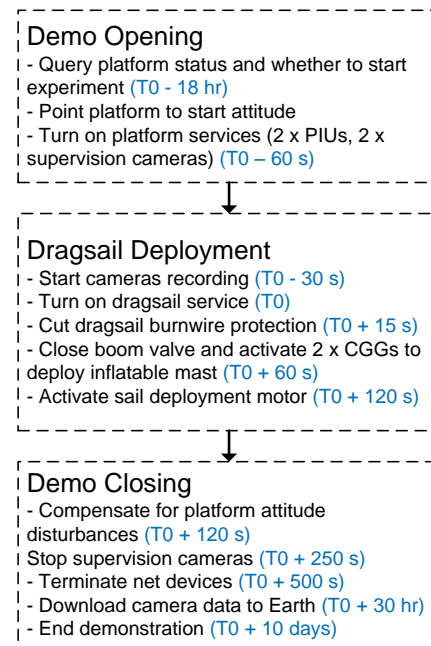 Demo Opening
- Query platform status and whether to start
experiment (T0 - 18 hr)
- Point platform to start attitude
- Turn on platform services (2 x PIUs, 2 x
supervision cameras) (T0 – 60 s)
Dragsail Deployment
- Start cameras recording (T0 - 30 s)
- Turn on dragsail service (T0)
- Cut dragsail burnwire protection (T0 + 15 s)
- Close boom valve and activate 2 x CGGs to
deploy inflatable mast (T0 + 60 s)
- Activate sail deployment motor (T0 + 120 s)
Demo Closing
- Compensate for platform attitude
disturbances (T0 + 120 s)
Stop supervision cameras (T0 + 250 s)
- Terminate net devices (T0 + 500 s)
- Download camera data to Earth (T0 + 30 hr)
- End demonstration (T0 + 10 days)